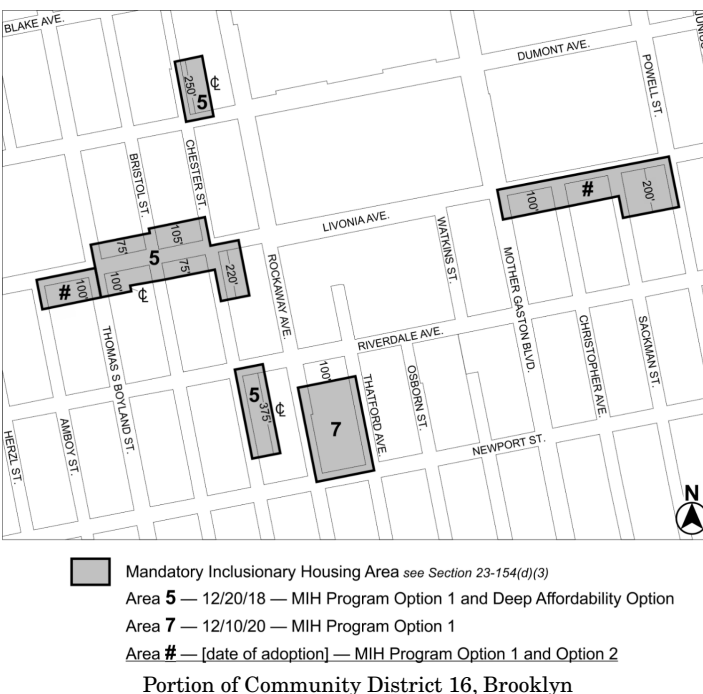 BLAKE AVE.
DUMONT AVE.
POWELL ST.
250'
5
℄
BRISTOL ST.
CHESTER ST.
LIVONIA AVE.
100'
#
200'
75'
105'
5
100'
75'
220'
℄
#
100'
WATKINS ST.
MOTHER GASTON BLVD.
ROCKAWAY AVE.
RIVERDALE AVE.
CHRISTOPHER AVE.
SACKMAN ST.
THOMAS S BOYLAND ST.
100'
THATFORD AVE.
OSBORN ST.
5
375'
℄
7
HERZL ST.
AMBOY ST.
NEWPORT ST.
N
Mandatory Inclusionary Housing Area see Section 23-154(d)(3)
Area 5 — 12/20/18 — MIH Program Option 1 and Deep Affordability Option
Area 7 — 12/10/20 — MIH Program Option 1
Area # — [date of adoption] — MIH Program Option 1 and Option 2
Portion of Community District 16, Brooklyn